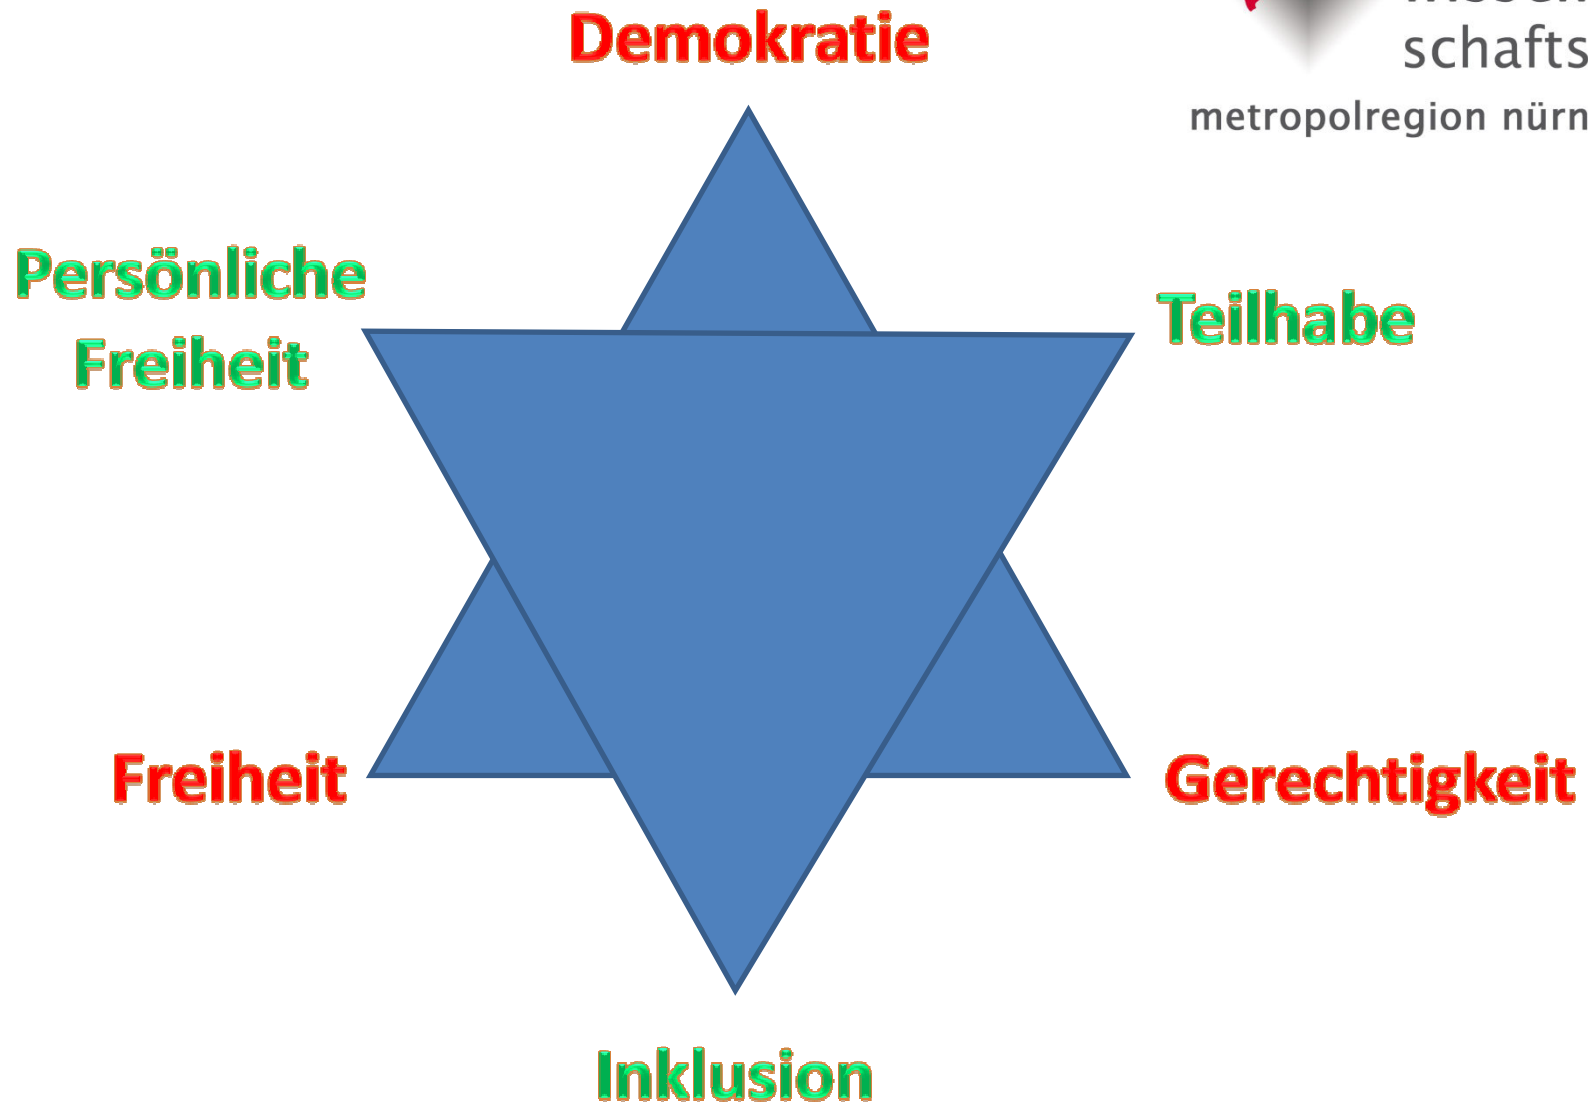 Demokratie
schafts
metropolregion nürn
Persönliche
Freiheit
Teilhabe
Freiheit
Gerechtigkeit
Inklusion